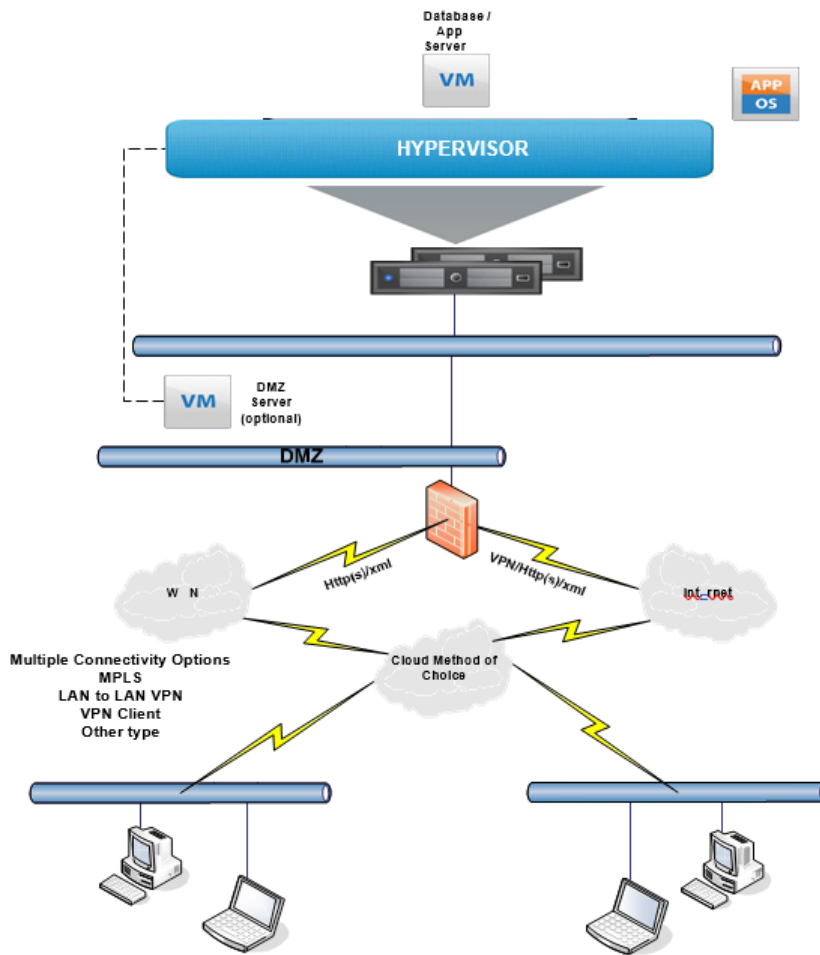 Database /
App
Server
VM
APP
OS
HYPERVISOR
VM
DMZ
Server
(optional)
DMZ
Http(s)/xml
VPN/Http(s)/xml
W N
Int_rnet
Multiple Connectivity Options
MPLS
LAN to LAN VPN
VPN Client
Other type
Cloud Method of
Choice